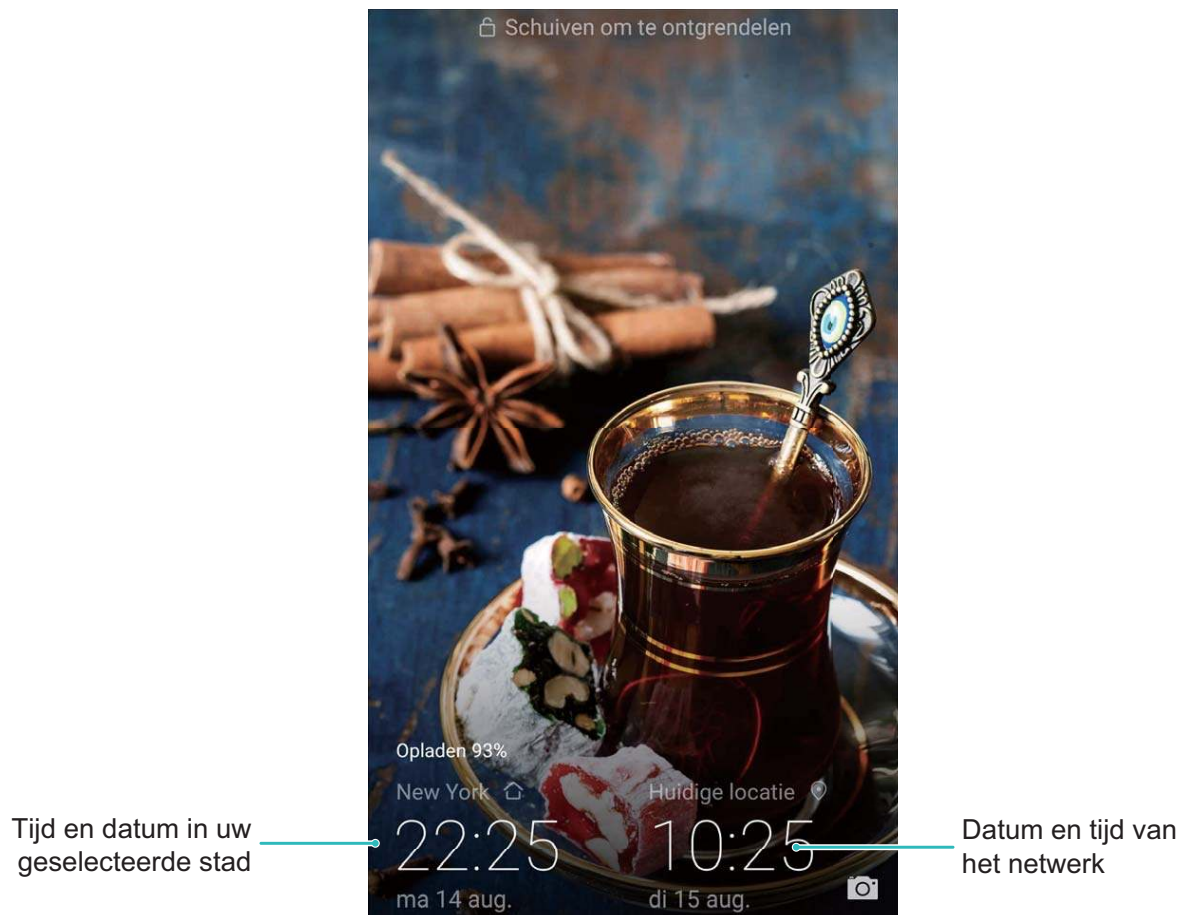 Schuiven om te ontgrendelen
Opladen 93%
New York
Huidige locatie
22:25
10:25
ma 14 aug.
di 15 aug.
Tijd en datum in uw
geselecteerde stad
Datum en tijd van
het netwerk